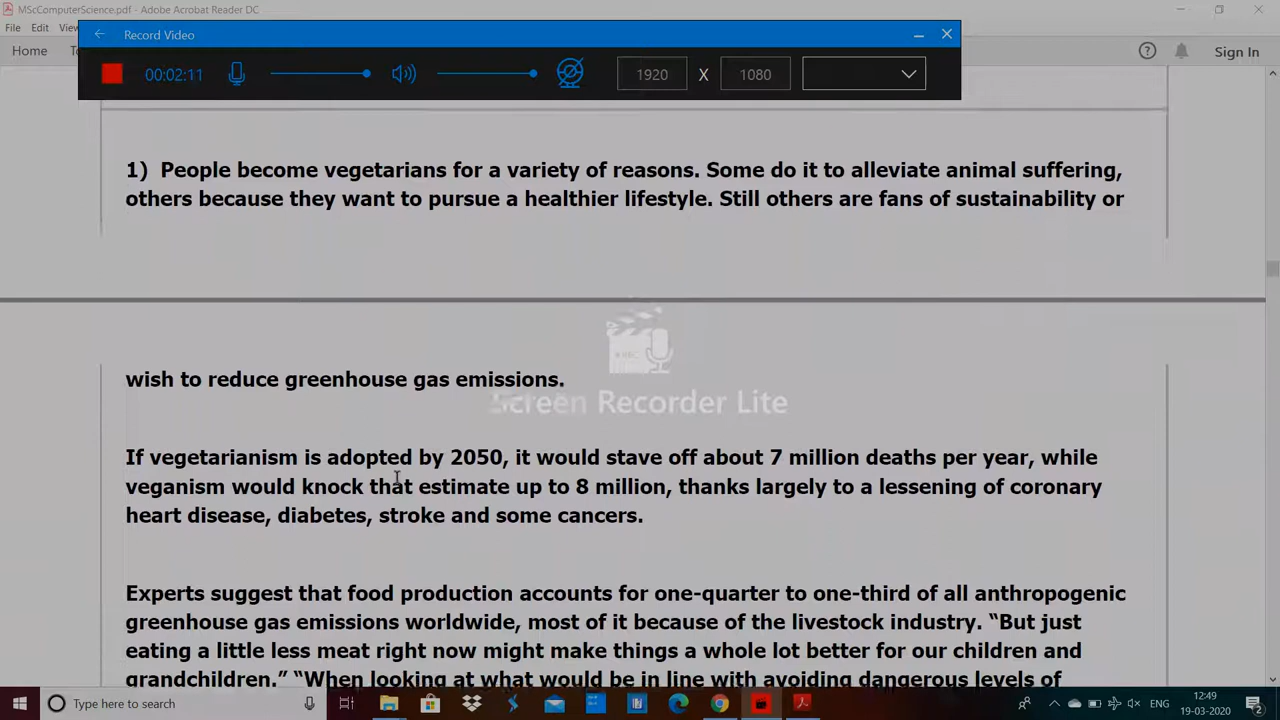 MScComputerScience.pdf - Adobe Acrobat Reader DC
File Edit View
Record Video
Home
Sign In
00:02:11
1920 X 1080
1) People become vegetarians for a variety of reasons. Some do it to alleviate animal suffering,
others because they want to pursue a healthier lifestyle. Still others are fans of sustainability or
wish to reduce greenhouse gas emissions.
Screen Recorder Lite
If vegetarianism is adopted by 2050, it would stave off about 7 million deaths per year, while
veganism would knock that estimate up to 8 million, thanks largely to a lessening of coronary
heart disease, diabetes, stroke and some cancers.
Experts suggest that food production accounts for one-quarter to one-third of all anthropogenic
greenhouse gas emissions worldwide, most of it because of the livestock industry. “But just
eating a little less meat right now might make things a whole lot better for our children and
grandchildren.” “When looking at what would be in line with avoiding dangerous levels of
Type here to search
ENG
12:49
19-03-2020
2